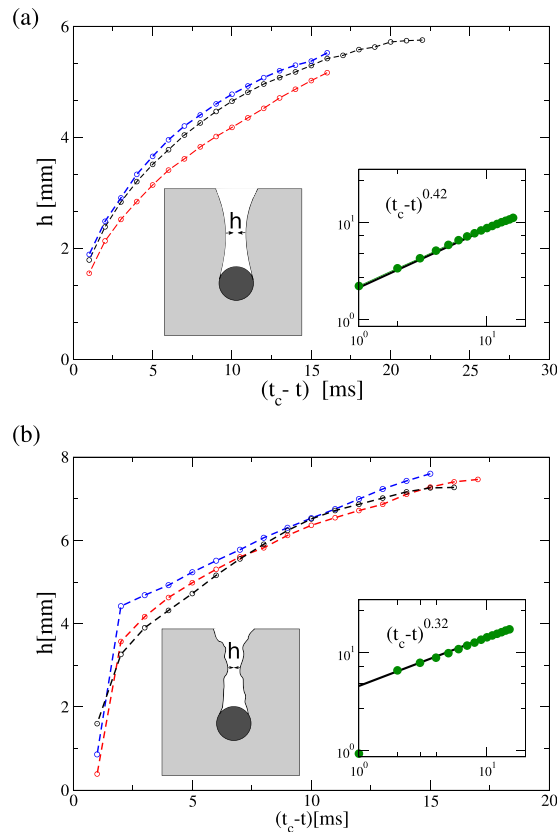 (a)
6
4
2
0
h [mm]
0 5 10 15 20 25 30
(t_c- t) [ms]
h
(t_c-t)^0.42
10^1
10^0
10^0 10^1
(b)
8
6
4
2
0
h[mm]
0 5 10 15 20
(t_c-t)[ms]
h
(t_c-t)^0.32
10^1
10^0
10^0 10^1